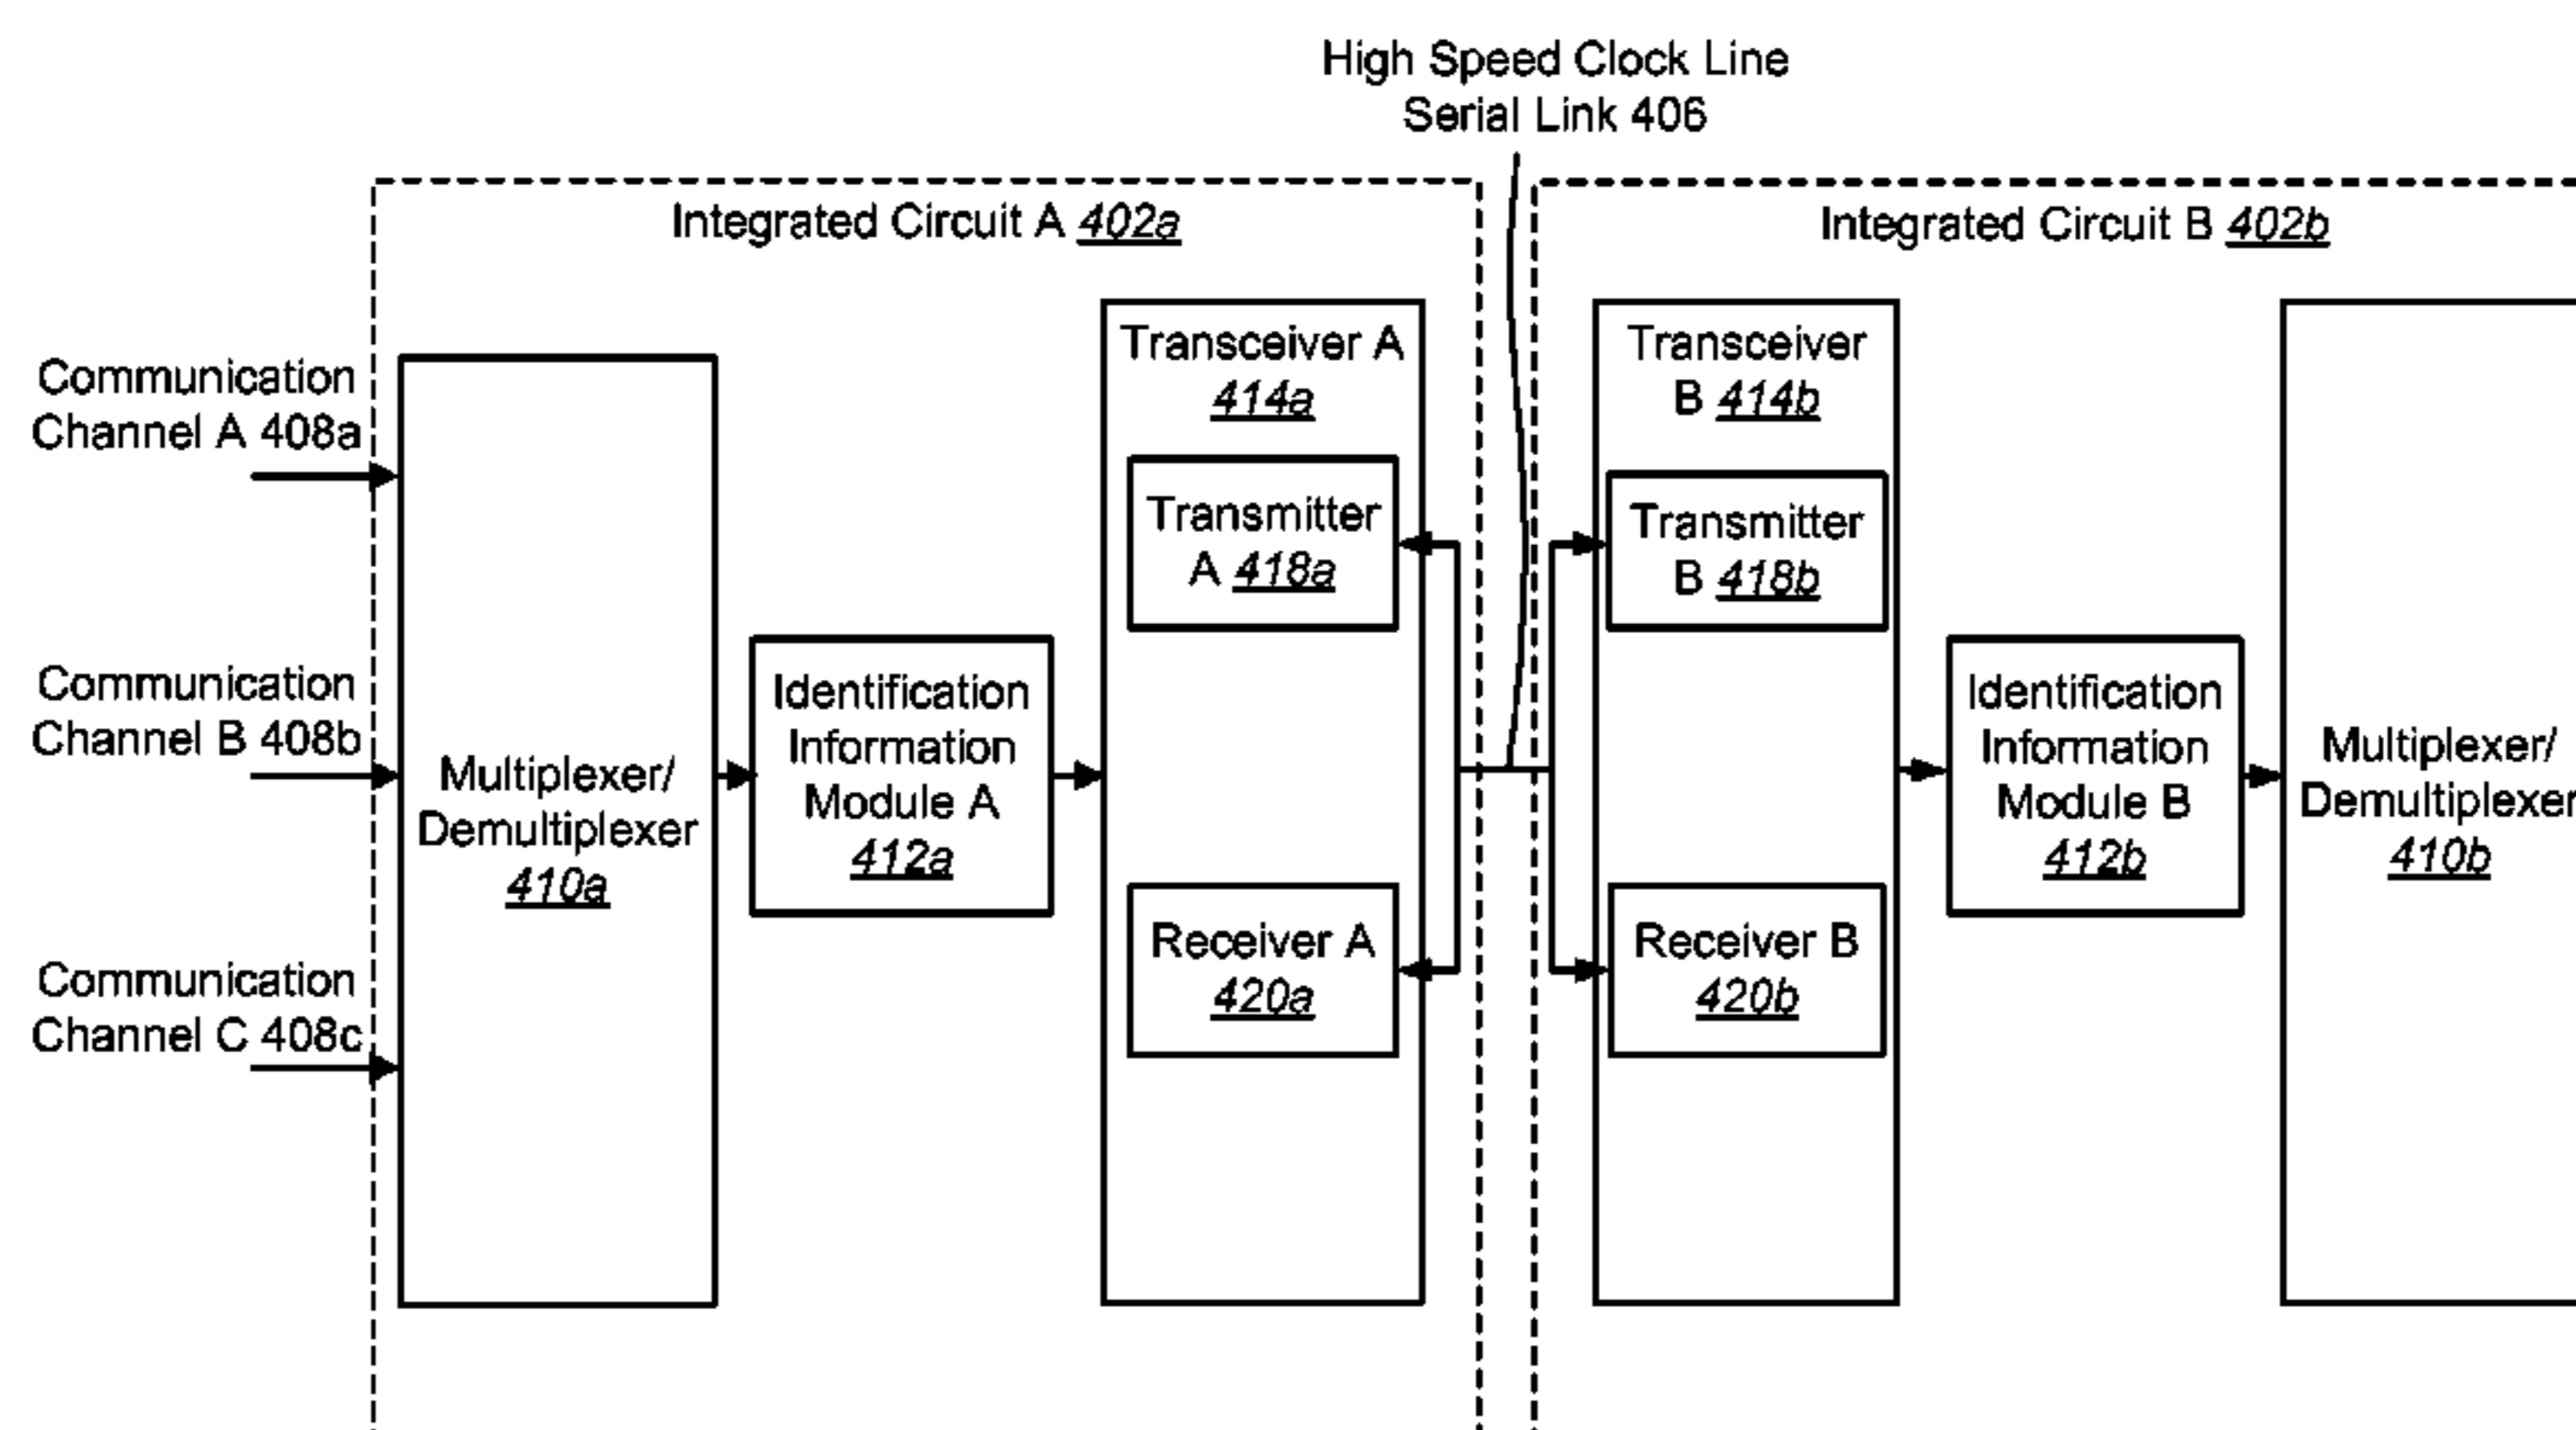 High Speed Clock Line
Serial Link 406
Integrated Circuit A 402a
Integrated Circuit B 402b
Communication
Channel A 408a
Communication
Channel B 408b
Communication
Channel C 408c
Multiplexer/
Demultiplexer
410a
Identification
Information
Module A
412a
Transceiver A
414a
Transmitter
A 418a
Receiver A
420a
Transceiver
B 414b
Transmitter
B 418b
Receiver B
420b
Identification
Information
Module B
412b
Multiplexer/
Demultiplexer
410b